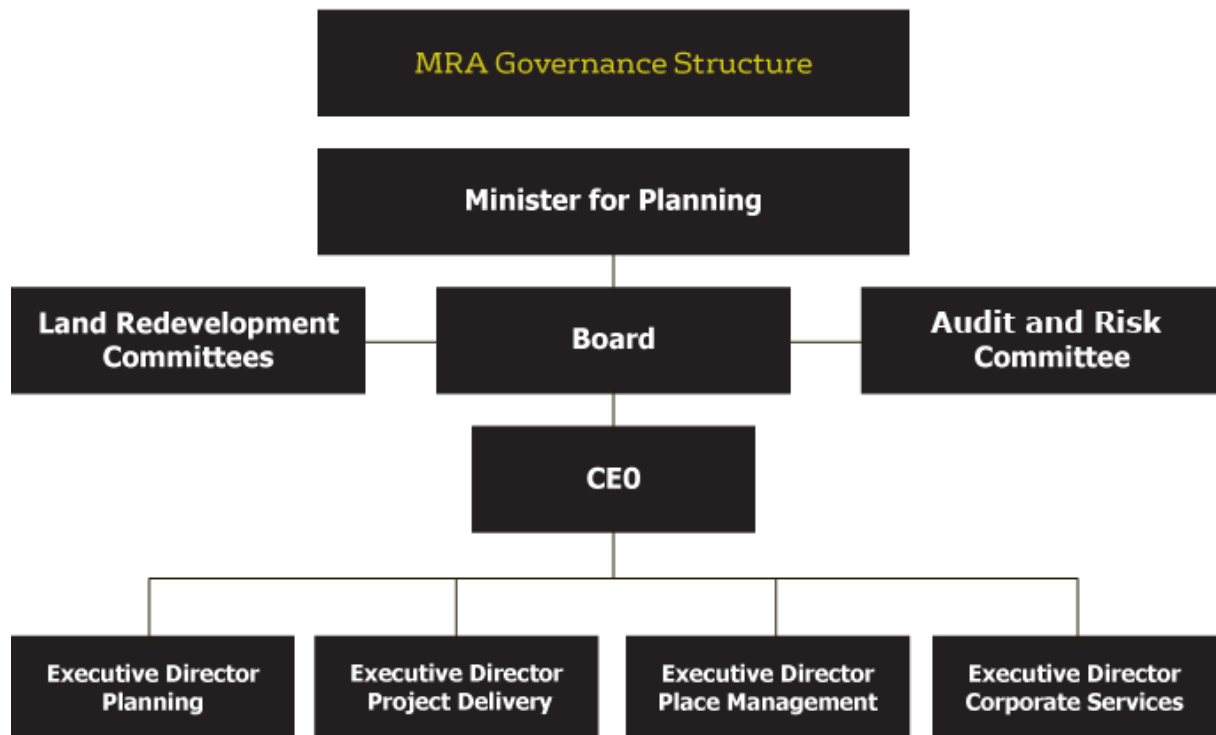 MRA Governance Structure
Minister for Planning
Land Redevelopment
Committees
Board
Audit and Risk
Committee
CE0
Executive Director
Planning
Executive Director
Project Delivery
Executive Director
Place Management
Executive Director
Corporate Services